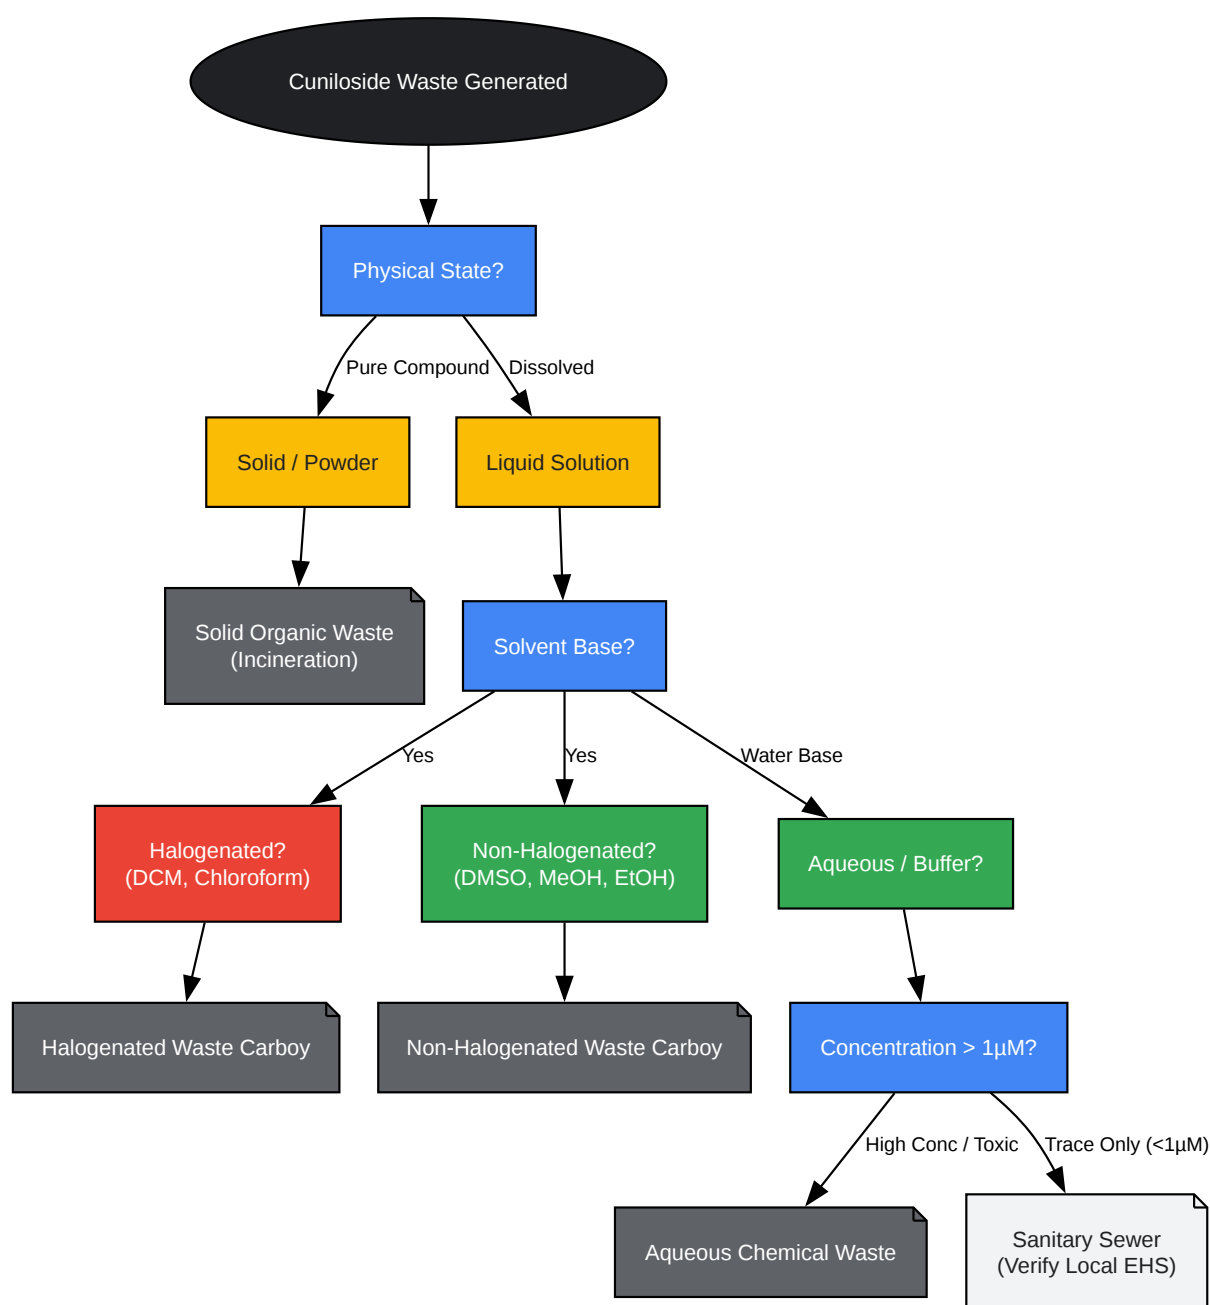 Cuniloside Waste Generated
Physical State?
Pure Compound
Dissolved
Solid / Powder
Liquid Solution
Solid Organic Waste
(Incineration)
Solvent Base?
Yes
Yes
Water Base
Halogenated?
(DCM, Chloroform)
Non-Halogenated?
(DMSO, MeOH, EtOH)
Aqueous / Buffer?
Halogenated Waste Carboy
Non-Halogenated Waste Carboy
Concentration > 1µM?
High Conc / Toxic
Trace Only (<1µM)
Aqueous Chemical Waste
Sanitary Sewer
(Verify Local EHS)